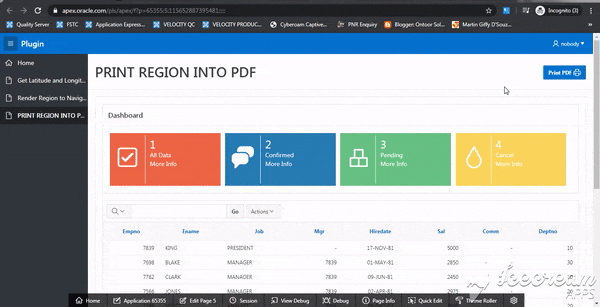 apex.oracle.com/pls/apex/f?p=65355:5:115652887395481:::::
Incognito (3)
Quality Server FSTC Application Express... VELOCITY QC VELOCITY PRODUC... Cyberoam Captive... PNR Enquiry Bloggen Ontoor Sol... Martin Giffy D'Souz...
Plugin
nobody
Home
Get Latitude and Longit...
Render Region to Navig...
PRINT REGION INTO P...
PRINT REGION INTO PDF
Print PDF
Dashboard
1
All Data
More Info
2
Confirmed
More Info
3
Pending
More Info
4
Cancel
More Info
Go Actions
Empno Ename Job Mgr Hiredate Sal Comm Deptno
7839 KING PRESIDENT - 17-NOV-81 5000 - 10
7698 BLAKE MANAGER 7839 01-MAY-81 2850 - 30
7782 CLARK MANAGER 7839 09-JUN-81 2450 - 10
7566 JONES MANAGER 7839 02-APR-81 2975 20
Home Application 65355 Edit Page 5 Session View Debug Debug Page Info Quick Edit Theme Roller
Icecream
APPS